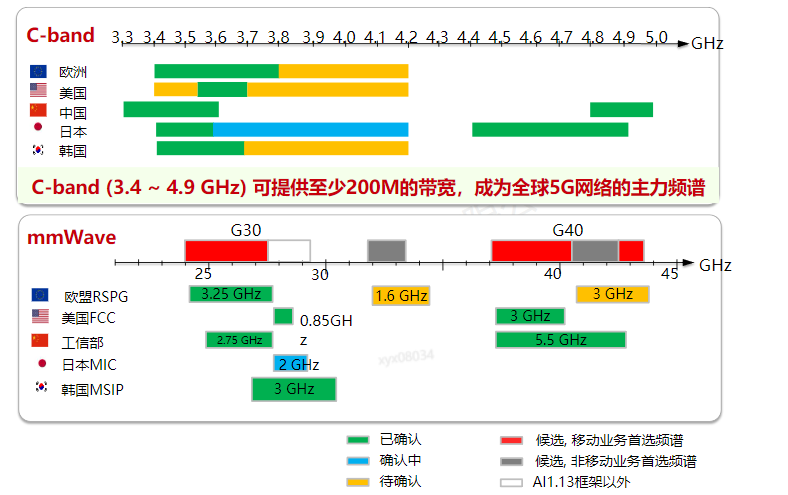 C-band
3.3 3.4 3.5 3.6 3.7 3.8 3.9 4.0 4.1 4.2 4.3 4.4 4.5 4.6 4.7 4.8 4.9 5.0 GHz
欧洲
美国
中国
日本
韩国
C-band (3.4 ~ 4.9 GHz) 可提供至少200M的带宽，成为全球5G网络的主力频谱
mmWave
G30 G40
25 30 40 45 GHz
欧盟RSPG 3.25 GHz 1.6 GHz 3 GHz
美国FCC 0.85GH
z 3 GHz
工信部 2.75 GHz 5.5 GHz
日本MIC 2 GHz
韩国MSIP 3 GHz
xyx08034
已确认 候选, 移动业务首选频谱
确认中 候选, 非移动业务首选频谱
待确认 AI1.13框架以外